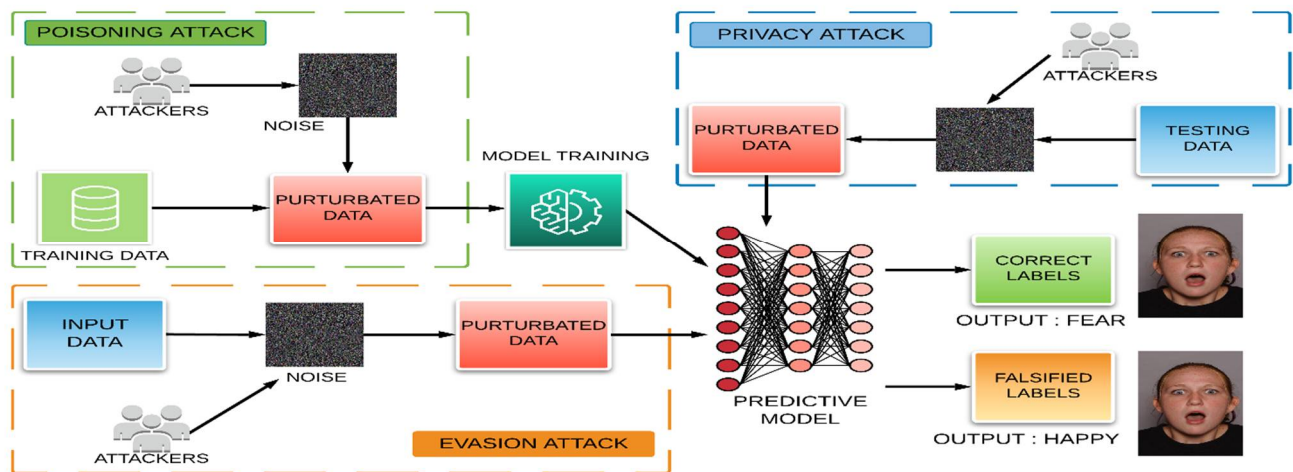 POISONING ATTACK
ATTACKERS
NOISE
TRAINING DATA
PURTURBATED
DATA
MODEL TRAINING
PRIVACY ATTACK
ATTACKERS
PURTURBATED
DATA
TESTING
DATA
INPUT
DATA
NOISE
PURTURBATED
DATA
ATTACKERS
EVASION ATTACK
PREDICTIVE
MODEL
CORRECT
LABELS
OUTPUT : FEAR
FALSIFIED
LABELS
OUTPUT : HAPPY